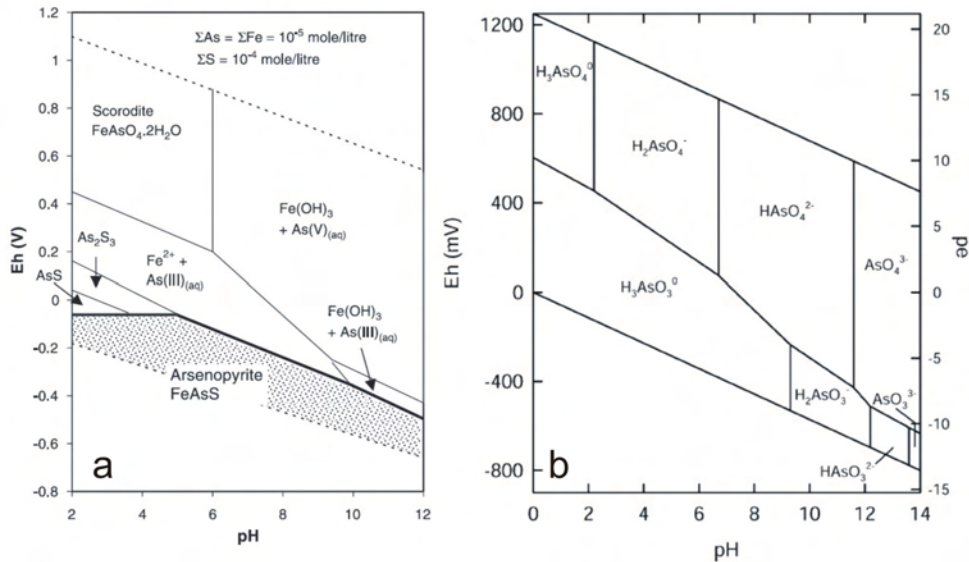 1.2
1
0.8
0.6
0.4
0.2
0
-0.2
-0.4
-0.6
-0.8
Eh (V)
ΣAs = ΣFe = 10⁻⁵ mole/litre
ΣS = 10⁻⁴ mole/litre
Scorodite
FeAsO₄.2H₂O
Fe(OH)₃
+ As(V)₍aq₎
As₂S₃
AsS
Fe²⁺ +
As(III)₍aq₎
Fe(OH)₃
+ As(III)₍aq₎
Arsenopyrite
FeAsS
a
2 4 6 8 10 12
pH
1200
800
400
0
-400
-800
Eh (mV)
H₃AsO₄⁰
H₂AsO₄⁻
HAsO₄²⁻
AsO₄³⁻
H₃AsO₃⁰
H₂AsO₃⁻
AsO₃³⁻
HAsO₃²⁻
b
20
15
10
5
0
-5
-10
-15
pe
0 2 4 6 8 10 12 14
pH